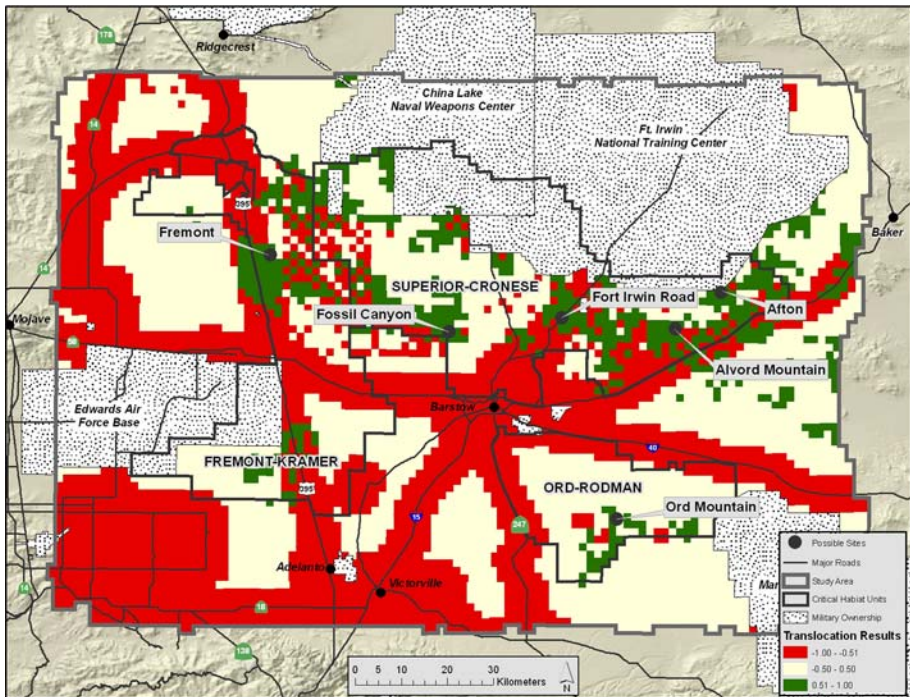 178
Ridgecrest
China Lake
Naval Weapons Center
14
Ft. Irwin
National Training Center
395
Fremont
Baker
14
SUPERIOR-CRONESE
Fort Irwin Road
Afton
Mojave
Fossil Canyon
58
Alvord Mountain
Edwards Air
Force Base
Barstow
40
FREMONT-KRAMER
395
ORD-RODMAN
15
Ord Mountain
247
Adelanto
Victorville
14
18
138
Mar
Possible Sites
Major Roads
Study Area
Critical Habiat Units
Military Ownership
Translocation Results
-1.00 - -0.51
-0.50 - 0.50
0.51 - 1.00
0 5 10 20 30
Kilometers
N